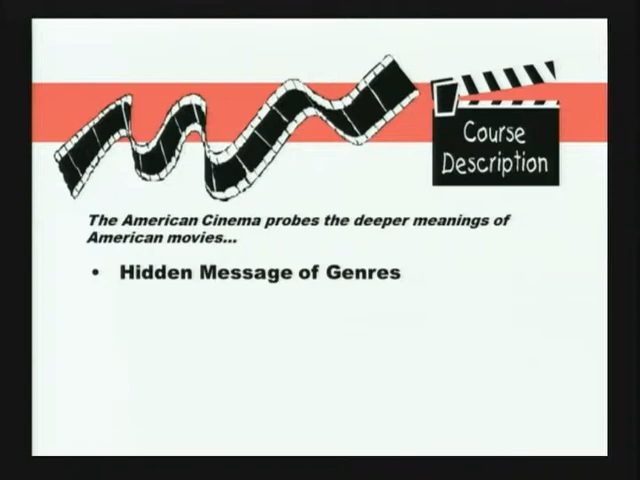 Course
Description
The American Cinema probes the deeper meanings of
American movies...
• Hidden Message of Genres